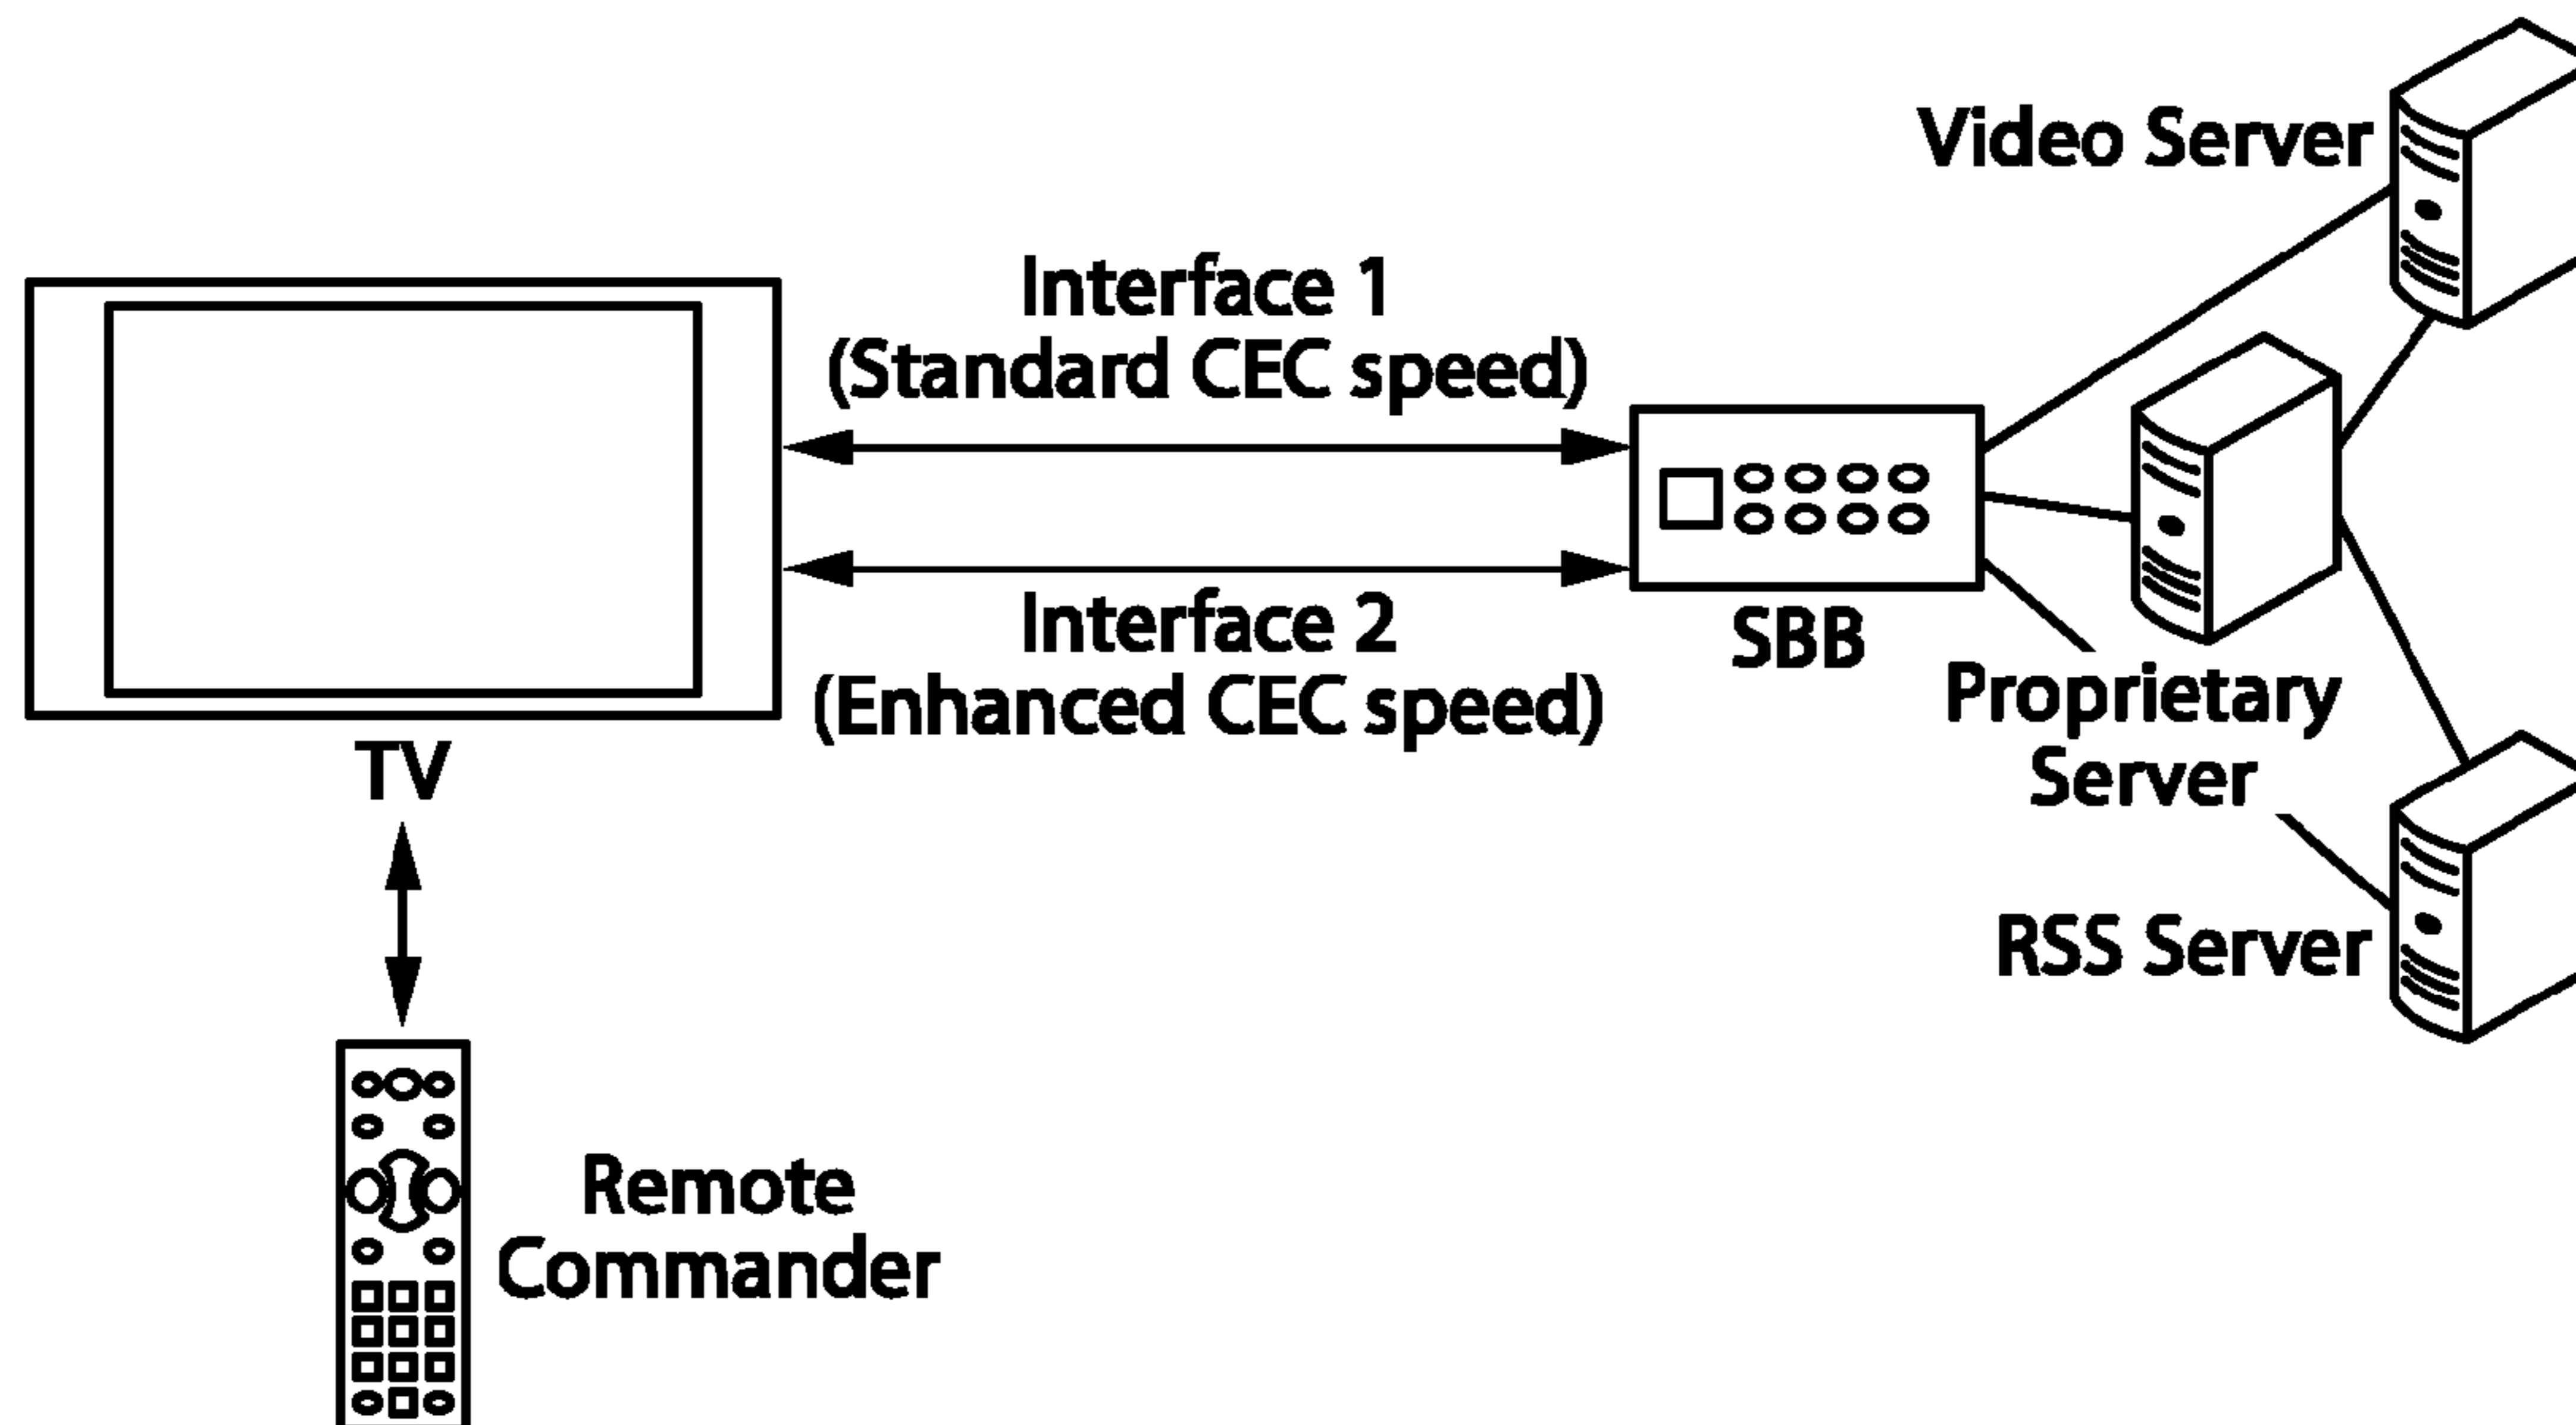 Video Server
Interface 1
(Standard CEC speed)
Interface 2
(Enhanced CEC speed)
SBB
Proprietary
Server
TV
RSS Server
Remote
Commander